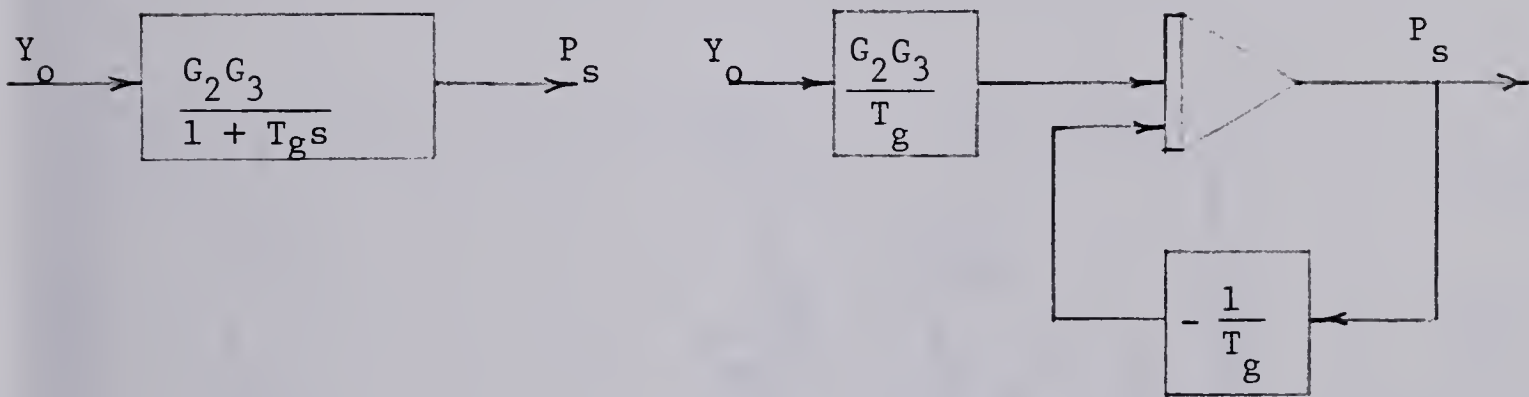 Y_o
G_2G_3
1 + T_gs
P_s
Y_o
G_2G_3
T_g
P_s
- 1
T_g